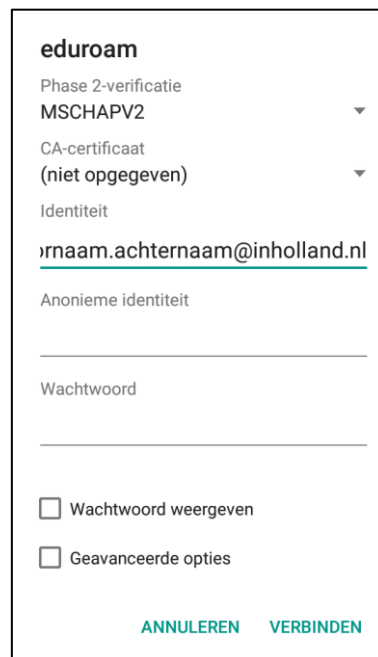 eduroam
Phase 2-verificatie
MSCHAPV2
CA-certificaat
(niet opgegeven)
Identiteit
ornaam.achternaam@inholland.nl
Anonieme identiteit
Wachtwoord
Wachtwoord weergeven
Geavanceerde opties
ANNULEREN VERBINDEN